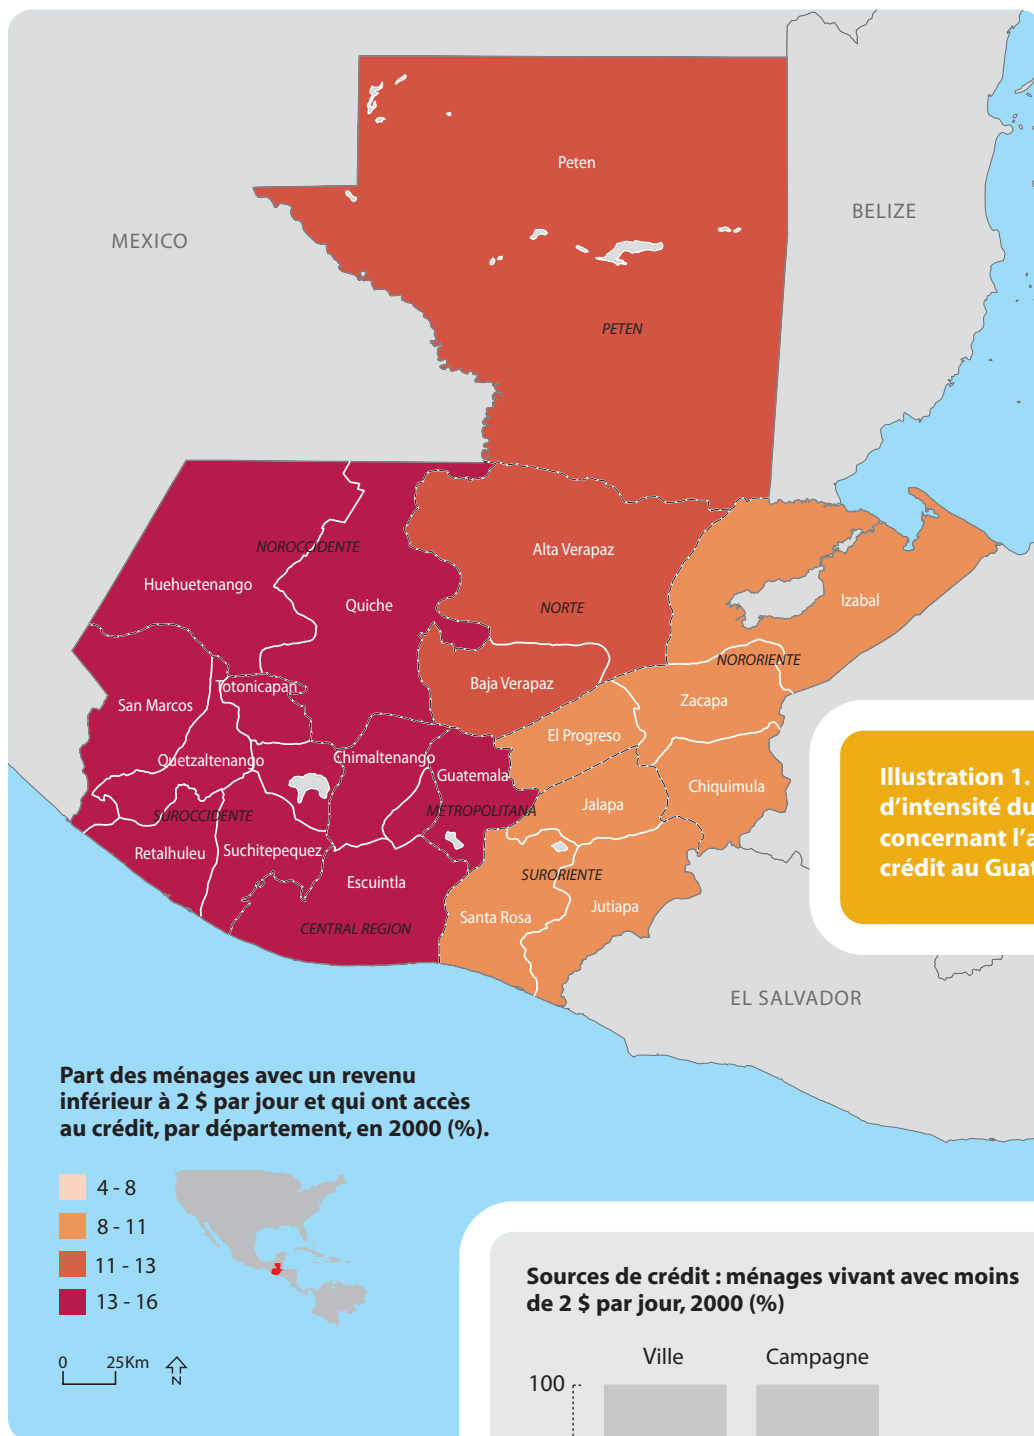 MEXICO
BELIZE
Peten
PETEN
NOROCCIDENTE
Alta Verapaz
Huehuetenango
Quiche
NORTE
Izabal
NORORIENTE
Totonicapan
Baja Verapaz
San Marcos
Zacapa
El Progreso
Quetzaltenango
Chimaltenango
Guatemala
Chiquimula
Jalapa
SUROCCIDENTE
METROPOLITANA
Retalhuleu
Suchitepequez
Escuintla
SURORIENTE
Jutiapa
Santa Rosa
CENTRAL REGION
EL SALVADOR
Illustration 1.
d’intensité du
concernant l’a
crédit au Guat
Part des ménages avec un revenu
inférieur à 2 $ par jour et qui ont accès
au crédit, par département, en 2000 (%).
4 - 8
8 - 11
11 - 13
13 - 16
0 25Km
N
Sources de crédit : ménages vivant avec moins
de 2 $ par jour, 2000 (%)
Ville Campagne
100